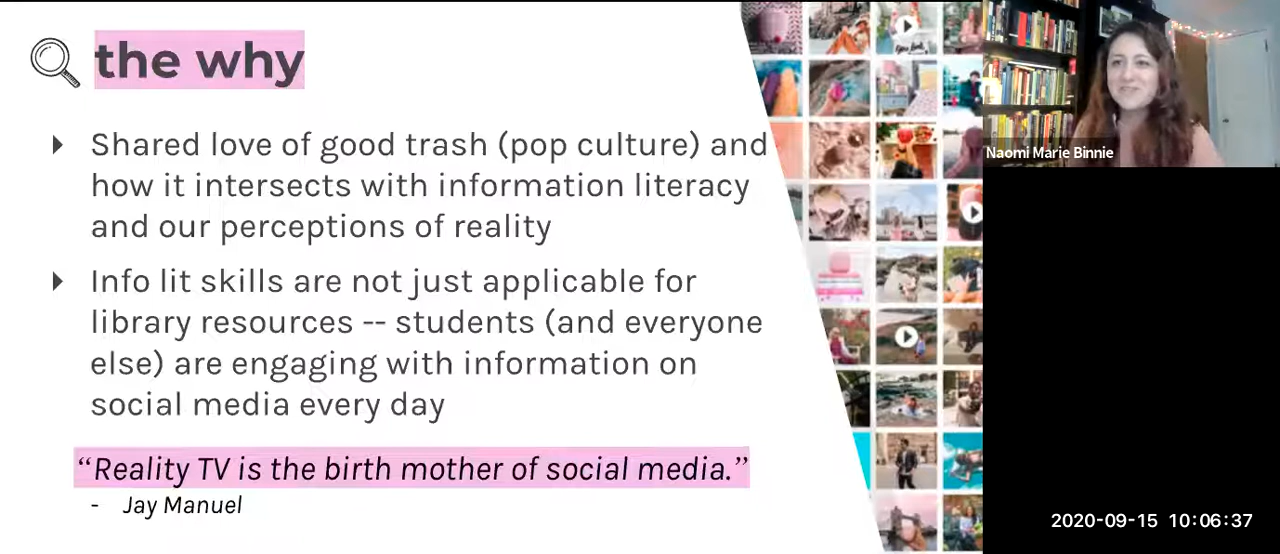 the why
Shared love of good trash (pop culture) and
how it intersects with information literacy
and our perceptions of reality
Info lit skills are not just applicable for
library resources -- students (and everyone
else) are engaging with information on
social media every day
“Reality TV is the birth mother of social media.”
- Jay Manuel
Naomi Marie Binnie
2020-09-15 10:06:37